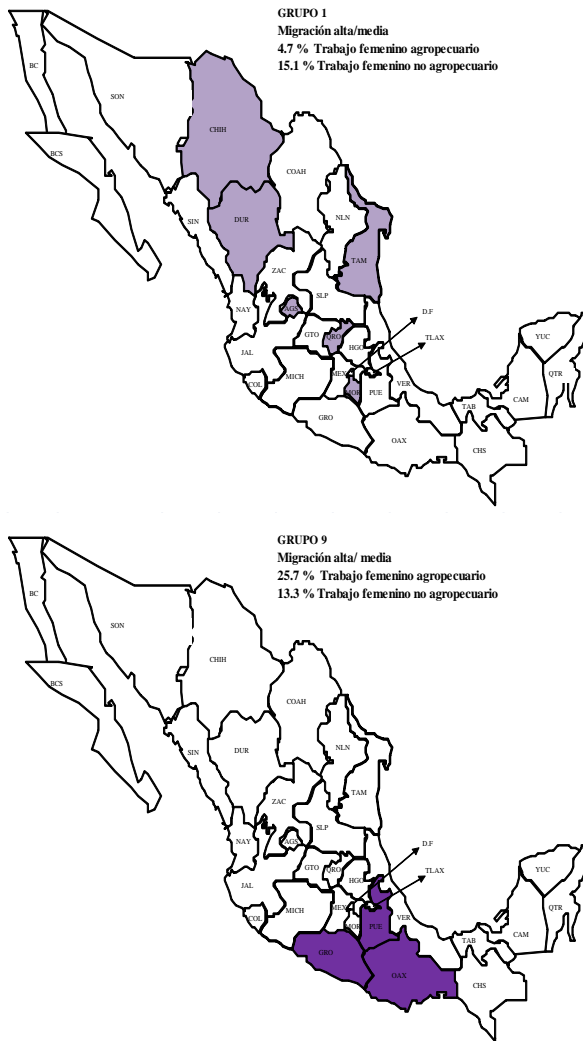 GRUPO 1
Migración alta/media
4.7 % Trabajo femenino agropecuario
15.1 % Trabajo femenino no agropecuario
BC
SON
CHIH
BCS
COAH
SIN
DUR
NLN
TAM
ZAC
SLP
NAY
AGS
D.F
GTO
QRO
HGO
TLAX
JAL
MEX
YUC
COL
MICH
MOR
PUE
VER
QTR
CAM
TAB
GRO
OAX
CHS
GRUPO 9
Migración alta/ media
25.7 % Trabajo femenino agropecuario
13.3 % Trabajo femenino no agropecuario
BC
SON
CHIH
BCS
COAH
SIN
DUR
NLN
TAM
ZAC
SLP
NAY
AGS
D.F
GTO
QRO
HGO
TLAX
JAL
MEX
YUC
COL
MICH
MOR
PUE
VER
QTR
CAM
TAB
GRO
OAX
CHS